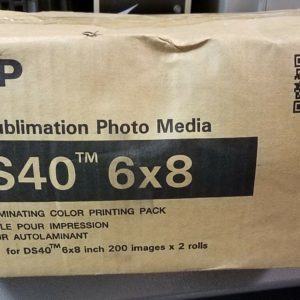 P
ublimation Photo Media
S40™ 6x8
MINATING COLOR PRINTING PACK
LE POUR IMPRESSION
UR AUTOLAMINANT
for DS40™ 6x8 inch 200 images x 2 rolls